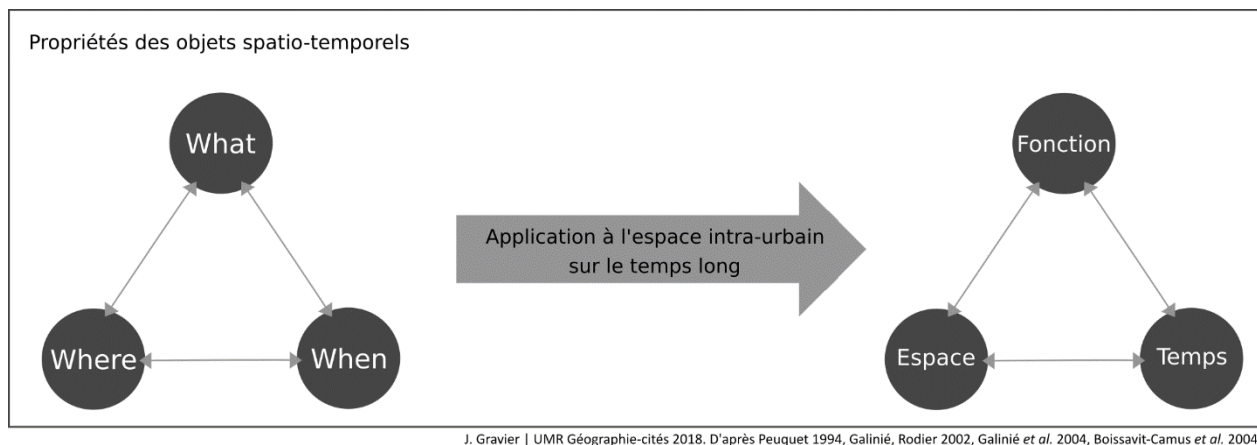 Propriétés des objets spatio-temporels
What
Where
When
Application à l'espace intra-urbain
sur le temps long
Fonction
Espace
Temps
J. Gravier | UMR Géographie-cités 2018. D'après Peuquet 1994, Galinié, Rodier 2002, Galinié et al. 2004, Boissavit-Camus et al. 2004